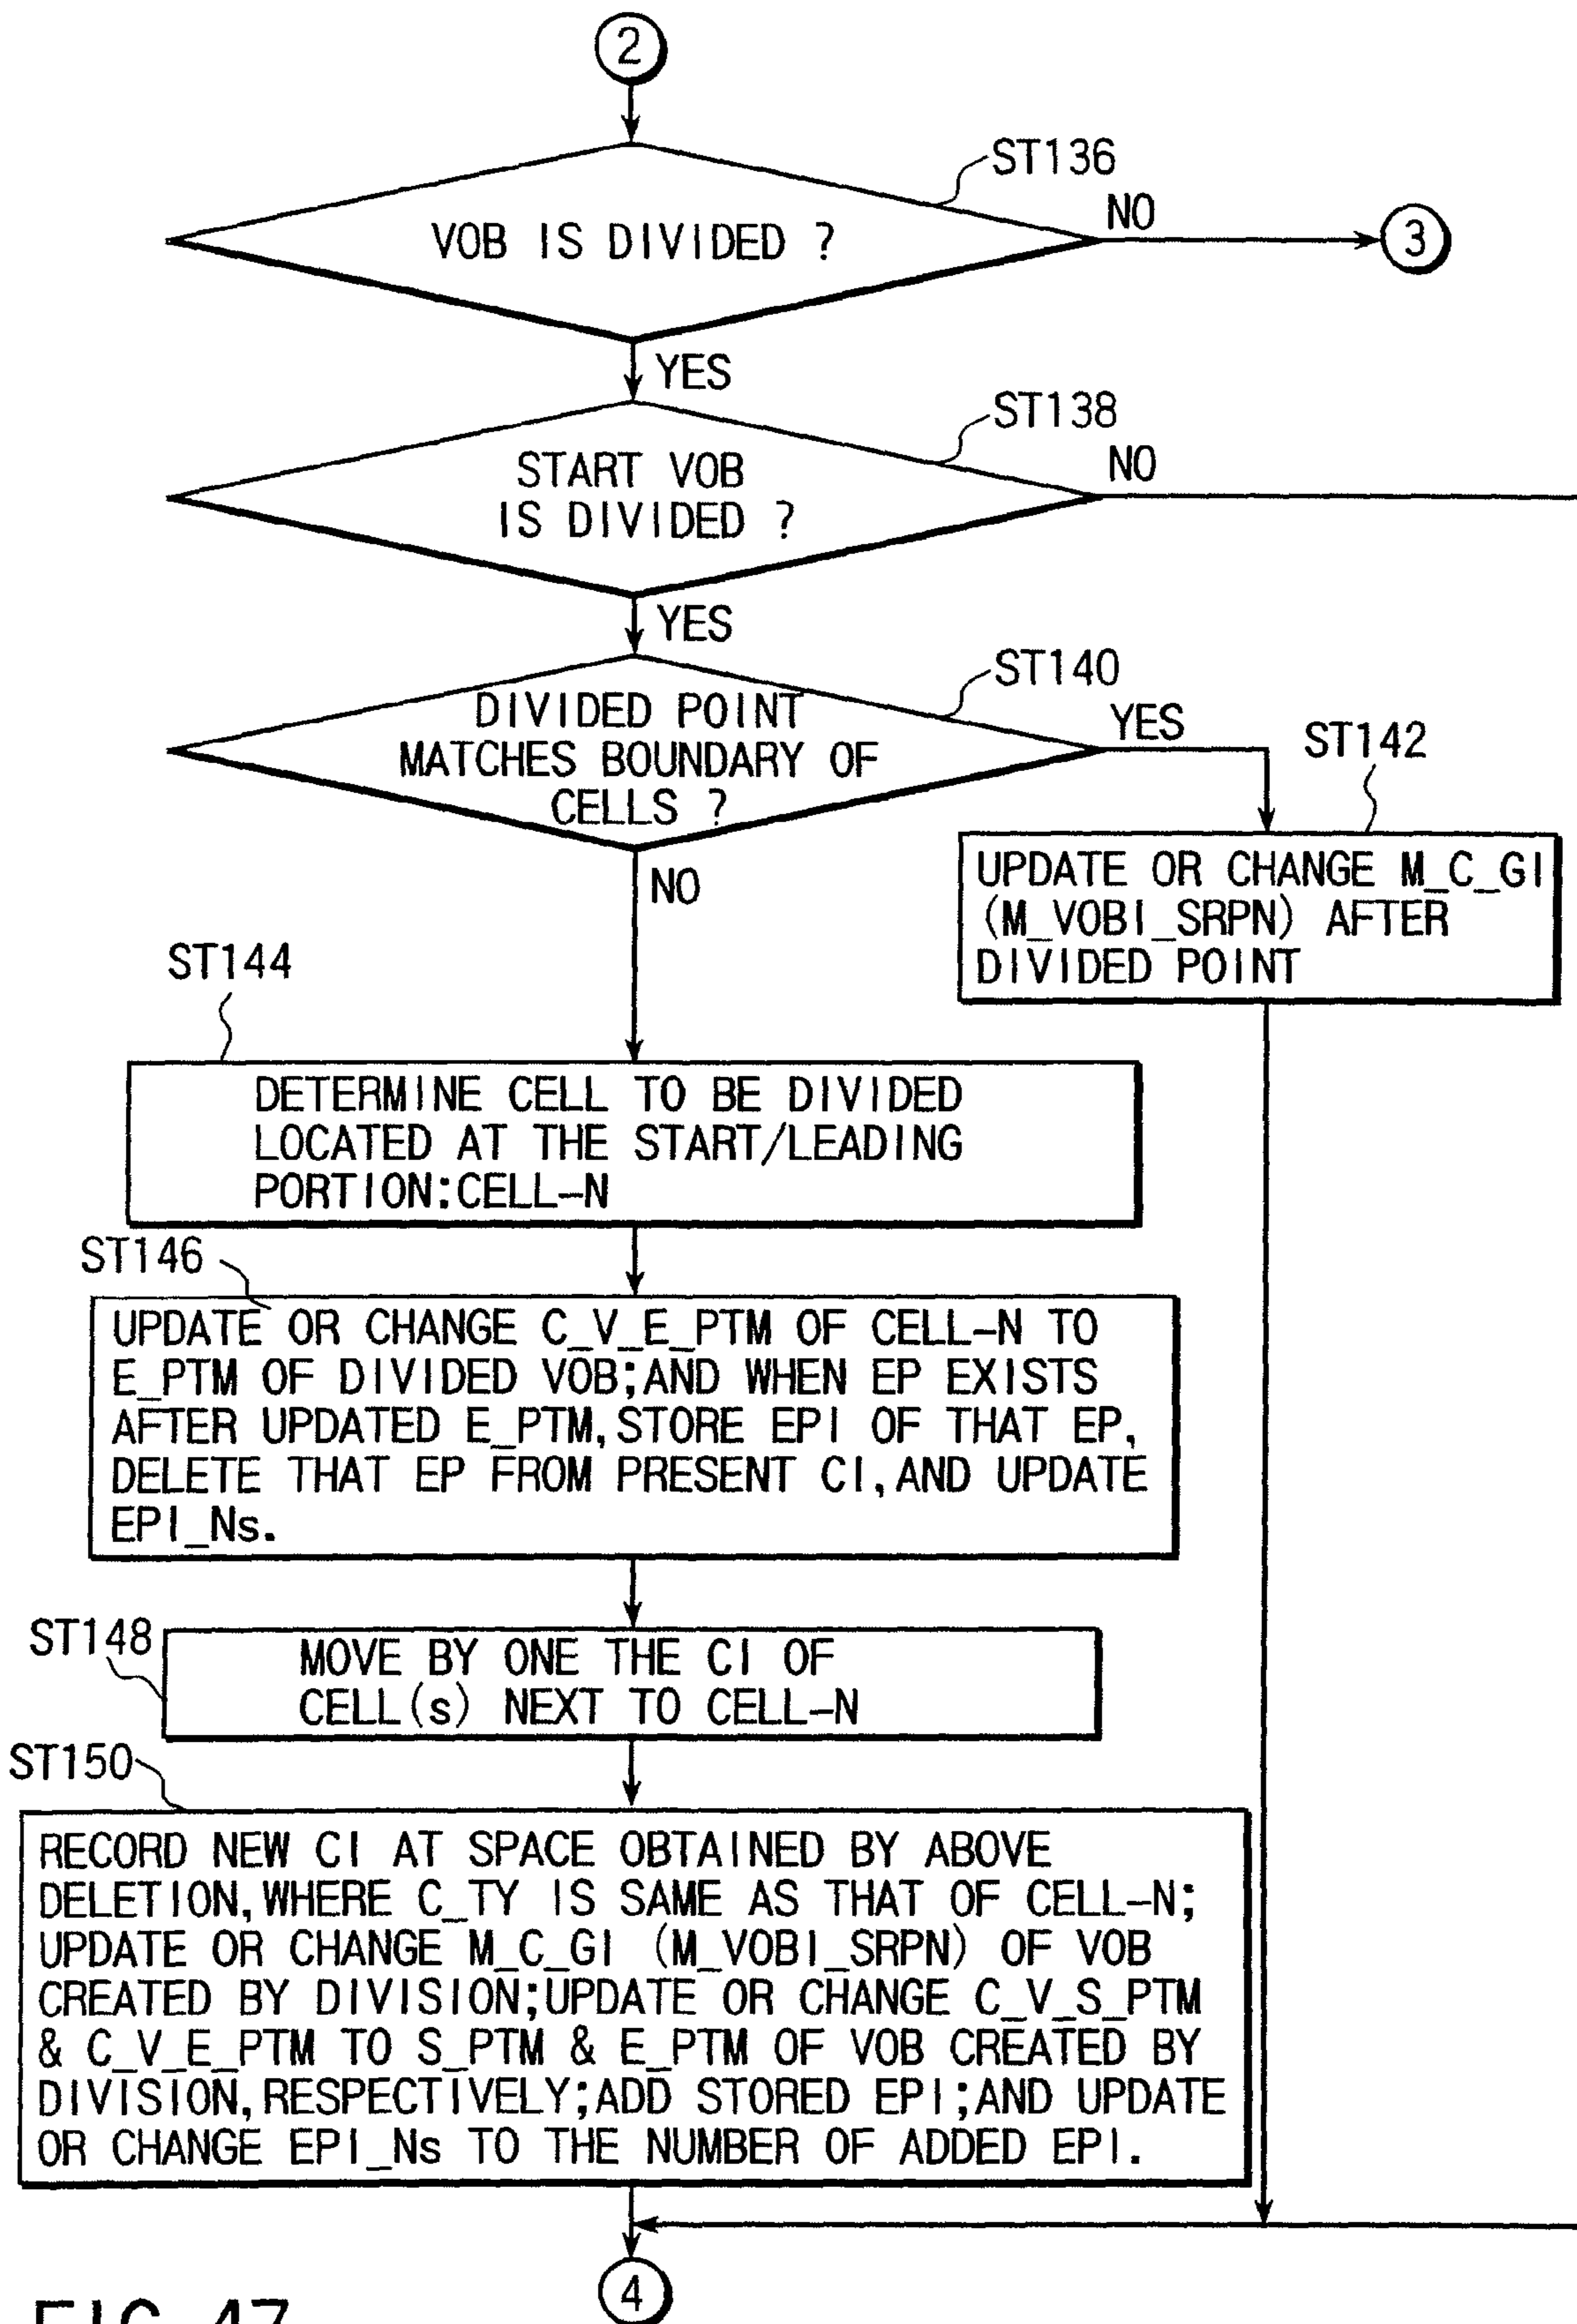 2
ST136
VOB IS DIVIDED ?
NO
3
YES
ST138
START VOB
IS DIVIDED ?
NO
YES
ST140
DIVIDED POINT
MATCHES BOUNDARY OF
CELLS ?
YES
ST142
UPDATE OR CHANGE M_C_GI
(M_VOBI_SRPN) AFTER
DIVIDED POINT
NO
ST144
DETERMINE CELL TO BE DIVIDED
LOCATED AT THE START/LEADING
PORTION:CELL-N
ST146
UPDATE OR CHANGE C_V_E_PTM OF CELL-N TO
E_PTM OF DIVIDED VOB;AND WHEN EP EXISTS
AFTER UPDATED E_PTM,STORE EPI OF THAT EP,
DELETE THAT EP FROM PRESENT CI,AND UPDATE
EPI_Ns.
ST148
MOVE BY ONE THE CI OF
CELL(s) NEXT TO CELL-N
ST150
RECORD NEW CI AT SPACE OBTAINED BY ABOVE
DELETION,WHERE C_TY IS SAME AS THAT OF CELL-N;
UPDATE OR CHANGE M_C_GI (M_VOBI_SRPN) OF VOB
CREATED BY DIVISION;UPDATE OR CHANGE C_V_S_PTM
& C_V_E_PTM TO S_PTM & E_PTM OF VOB CREATED BY
DIVISION,RESPECTIVELY;ADD STORED EPI;AND UPDATE
OR CHANGE EPI_Ns TO THE NUMBER OF ADDED EPI.
4
FIG. 47